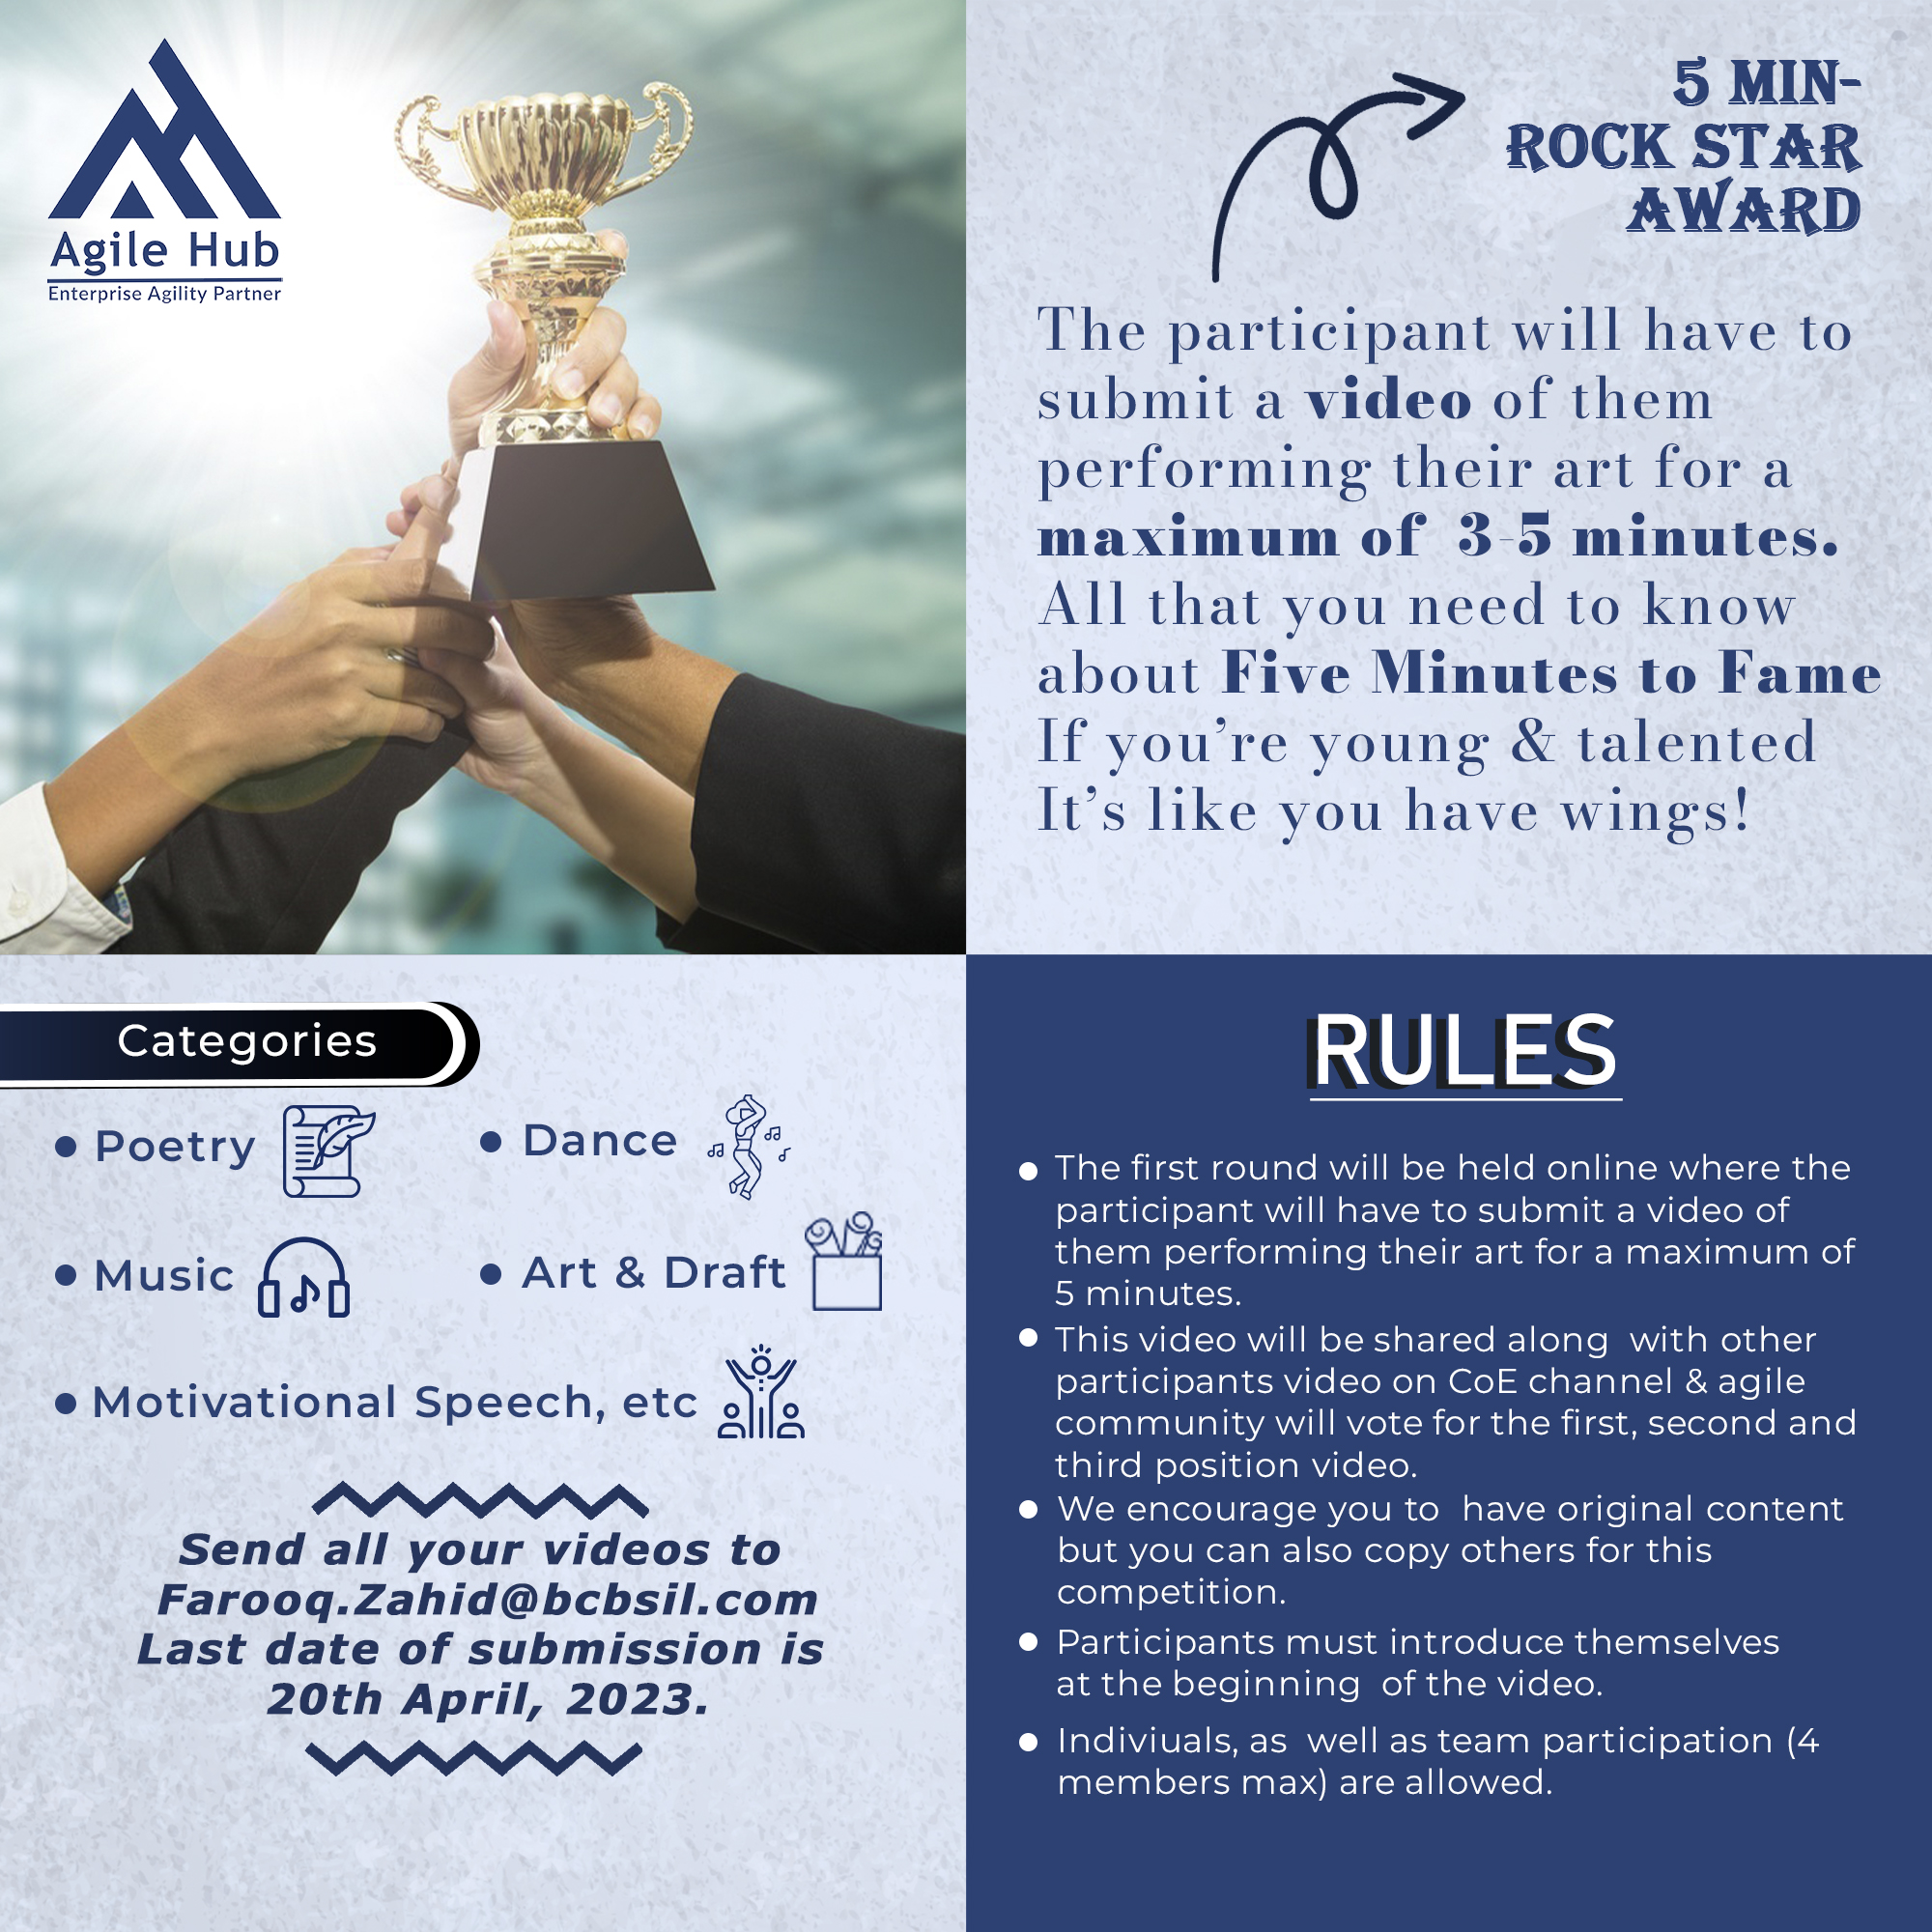 Agile Hub
Enterprise Agility Partner
5 MIN-
ROCK STAR
AWARD
The participant will have to
submit a video of them
performing their art for a
maximum of 3-5 minutes.
All that you need to know
about Five Minutes to Fame
If you're young & talented
It's like you have wings!
Categories
• Poetry
• Dance
• Music
• Art & Draft
• Motivational Speech, etc
Send all your videos to
Farooq.Zahid@bcbsil.com
Last date of submission is
20th April, 2023.
RULES
• The first round will be held online where the
participant will have to submit a video of
them performing their art for a maximum of
5 minutes.
• This video will be shared along with other
participants video on CoE channel & agile
community will vote for the first, second and
third position video.
• We encourage you to have original content
but you can also copy others for this
competition.
• Participants must introduce themselves
at the beginning of the video.
• Indiviuals, as well as team participation (4
members max) are allowed.